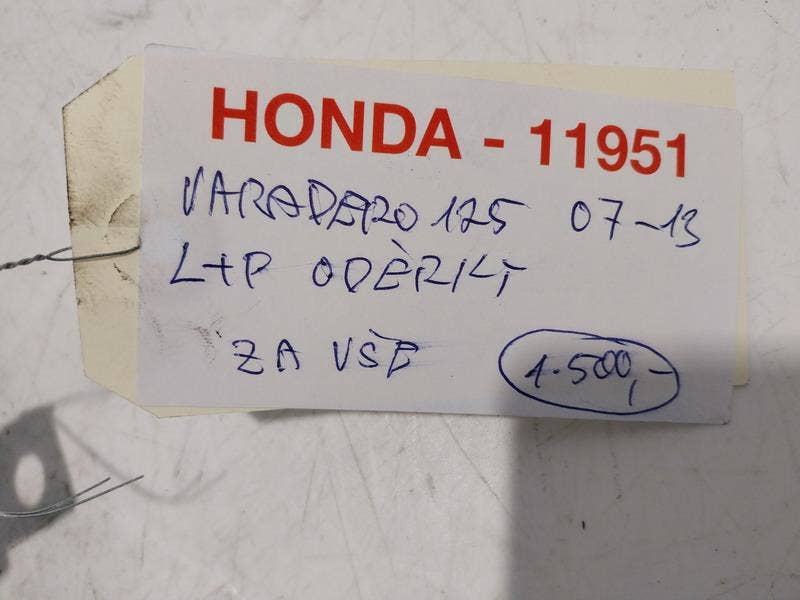 HONDA - 11951
VARADERO 125 07-13
L+P ODĚRKY
ZA VŠE 1.500,-